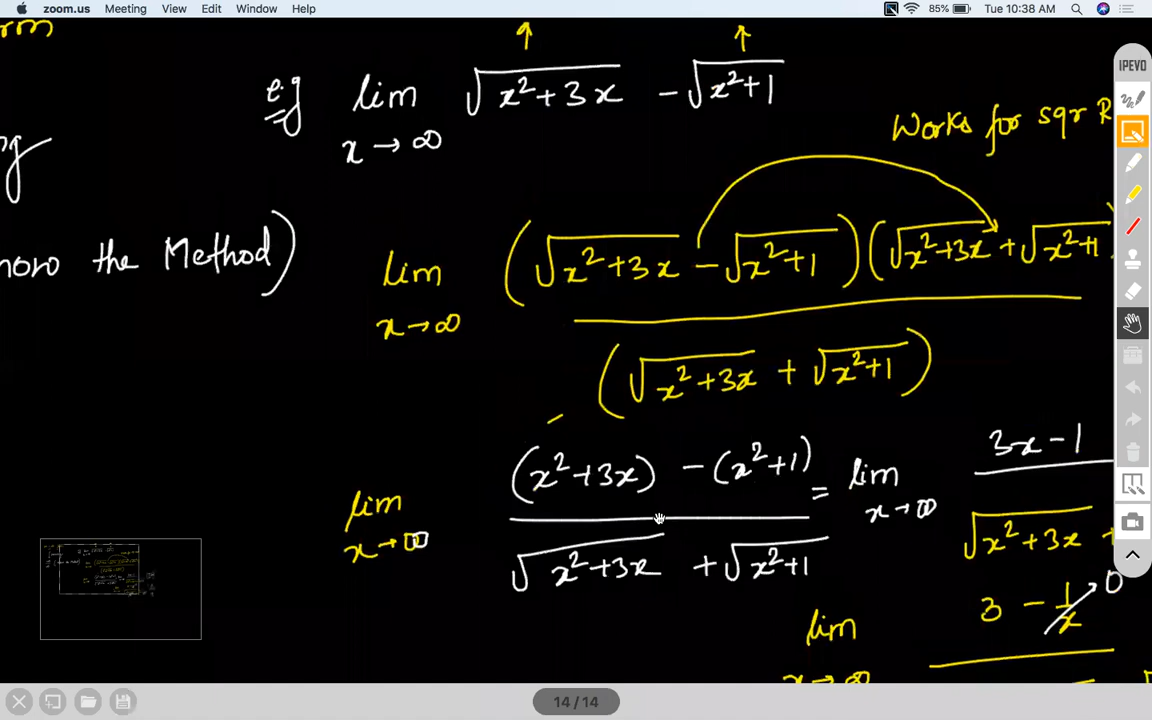 zoom.us Meeting View Edit Window Help 85% Tue 10:38 AM
IPEVO
e.g lim x→∞ √(x²+3x) - √(x²+1)
Works for sqr R
the Method)
lim x→∞ (√(x²+3x) - √(x²+1)) (√(x²+3x) + √(x²+1)
(√(x²+3x) + √(x²+1))
lim x→∞ (x²+3x) - (x²+1) = lim x→∞ 3x-1
√(x²+3x) + √(x²+1) √(x²+3x) +
lim x→∞ 3 - 1/x → 0
14 / 14